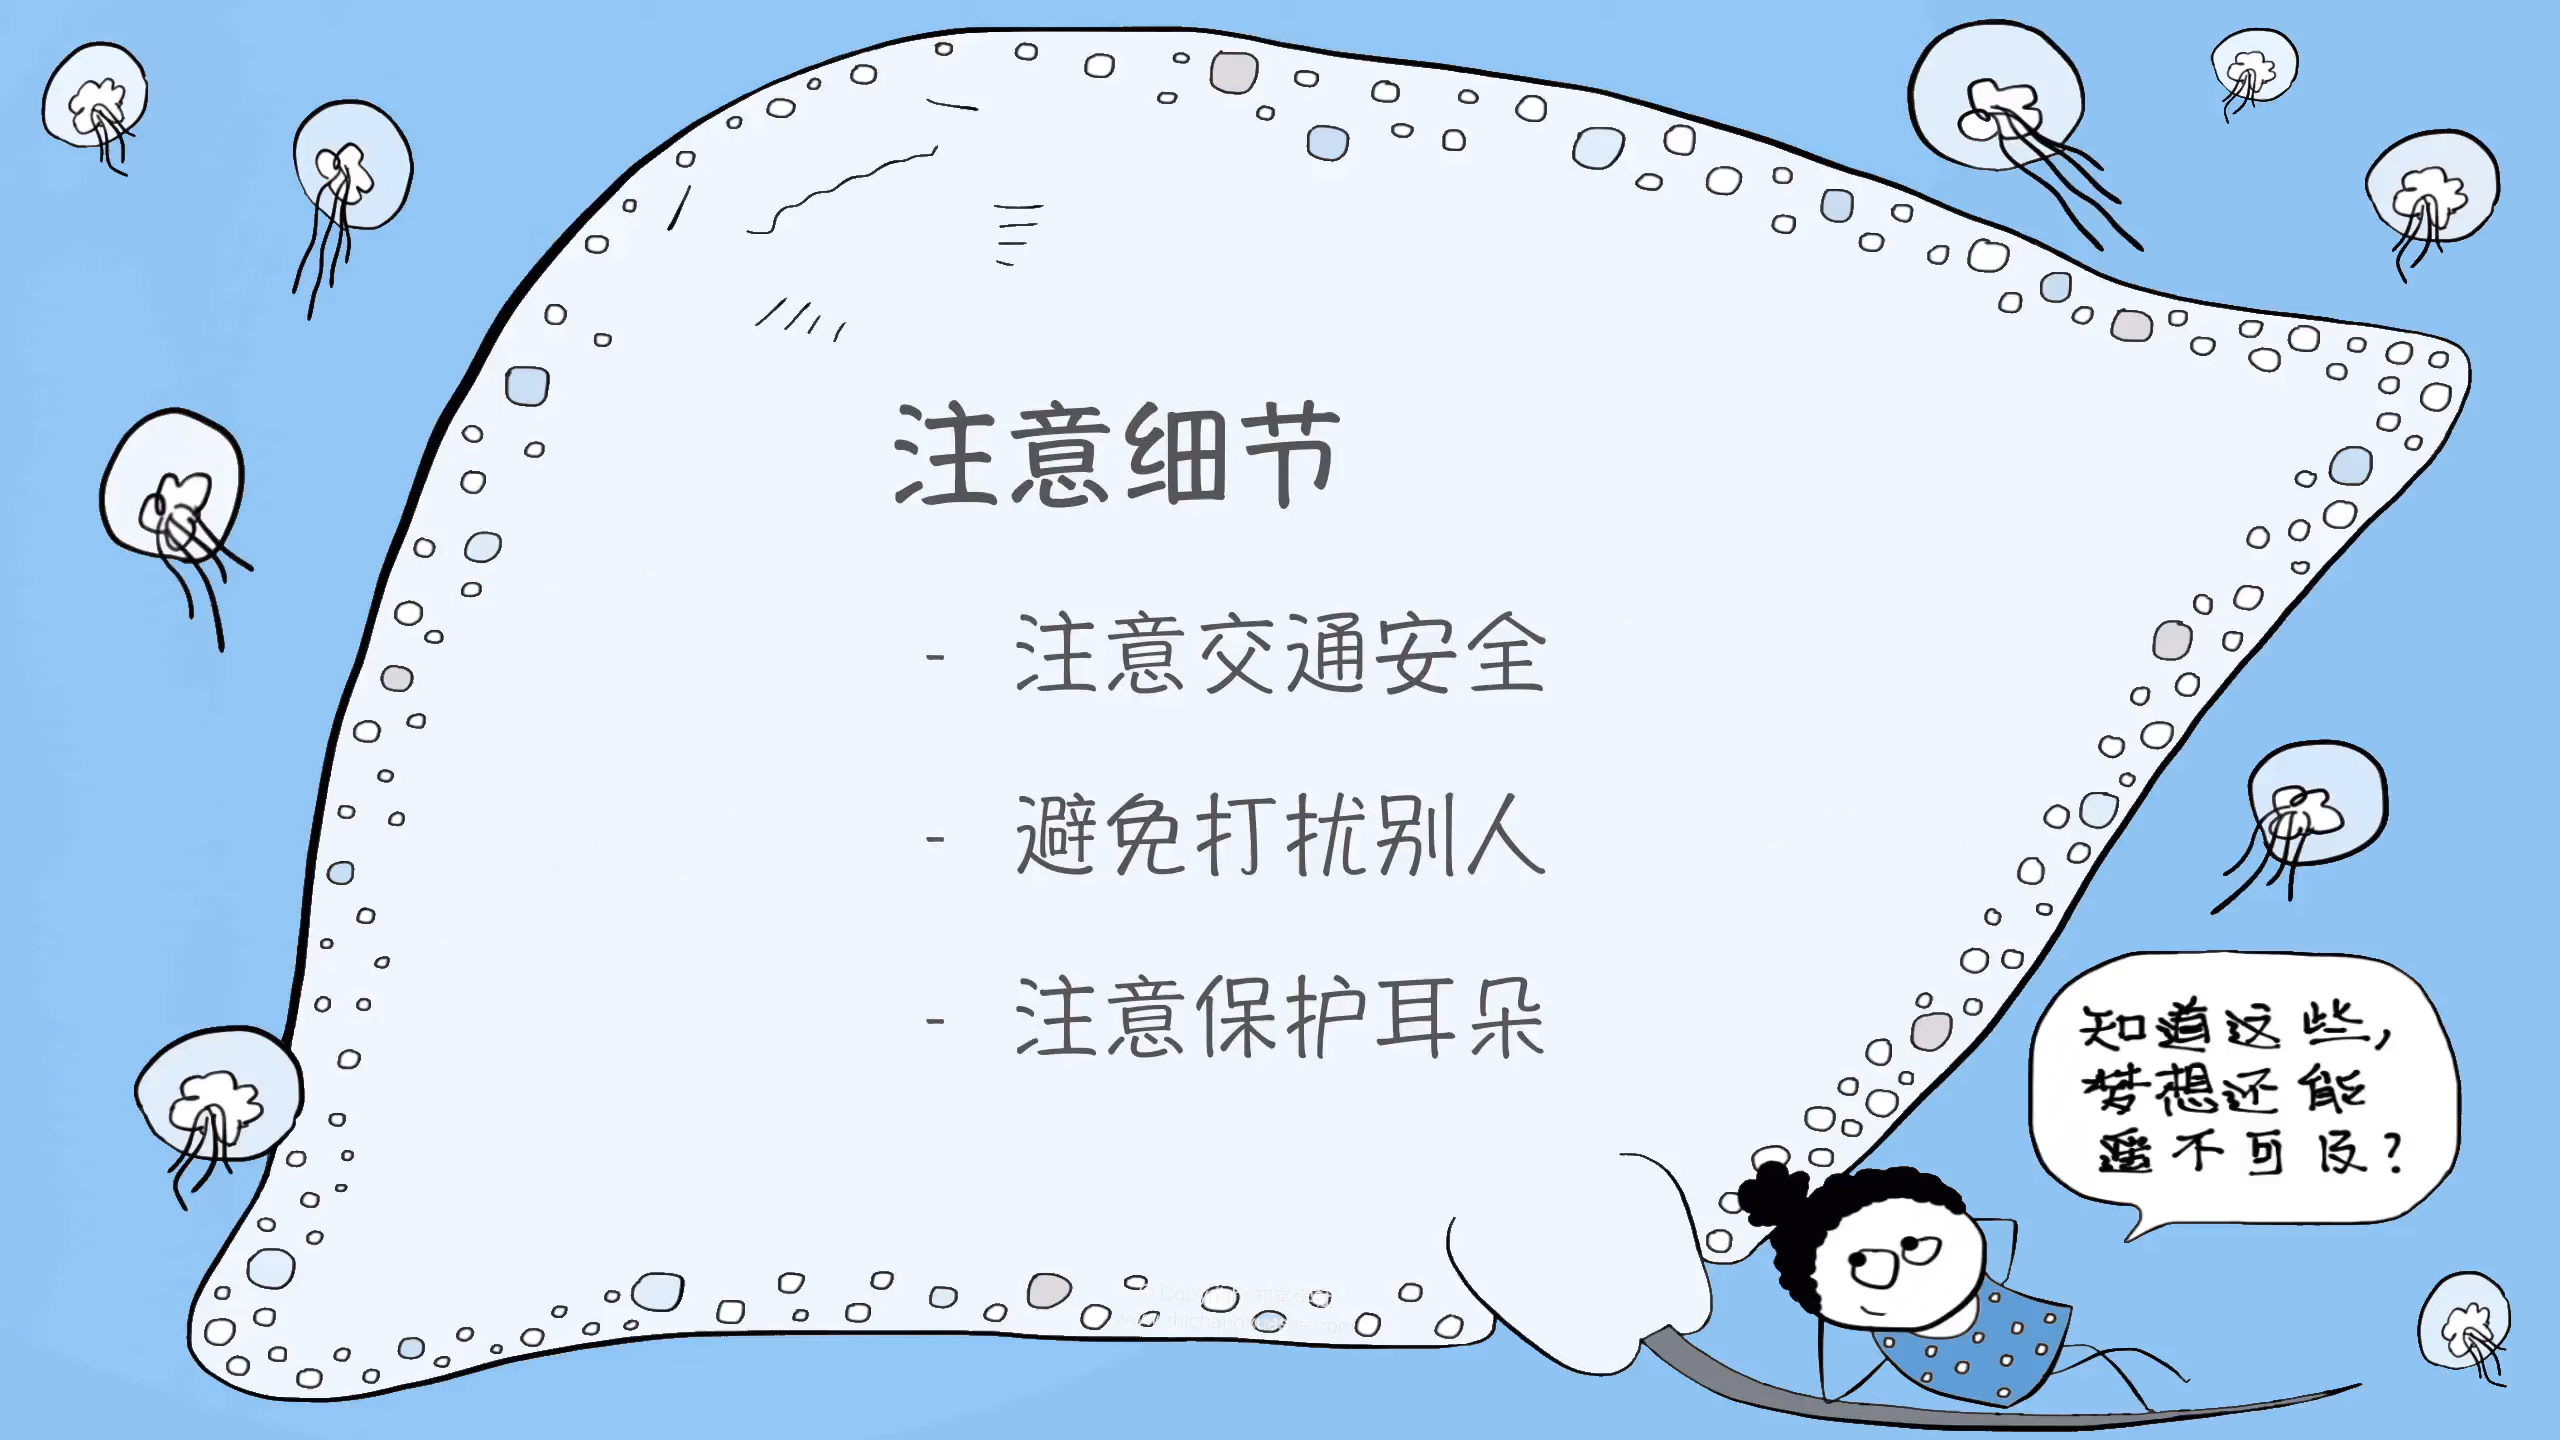 注意细节
- 注意交通安全
- 避免打扰别人
- 注意保护耳朵
知道这些,
梦想还能
遥不可及?